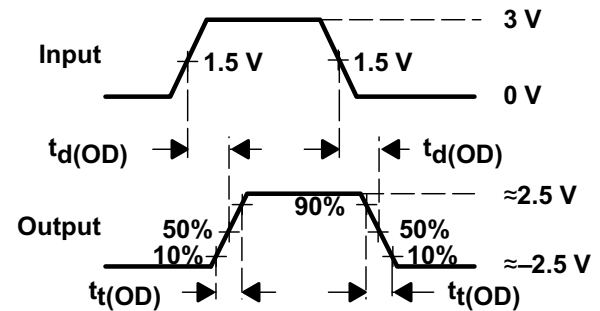 3 V
Input
1.5 V
1.5 V
0 V
td(OD)
td(OD)
≈2.5 V
90%
Output
50%
50%
10%
10%
≈–2.5 V
tt(OD)
tt(OD)